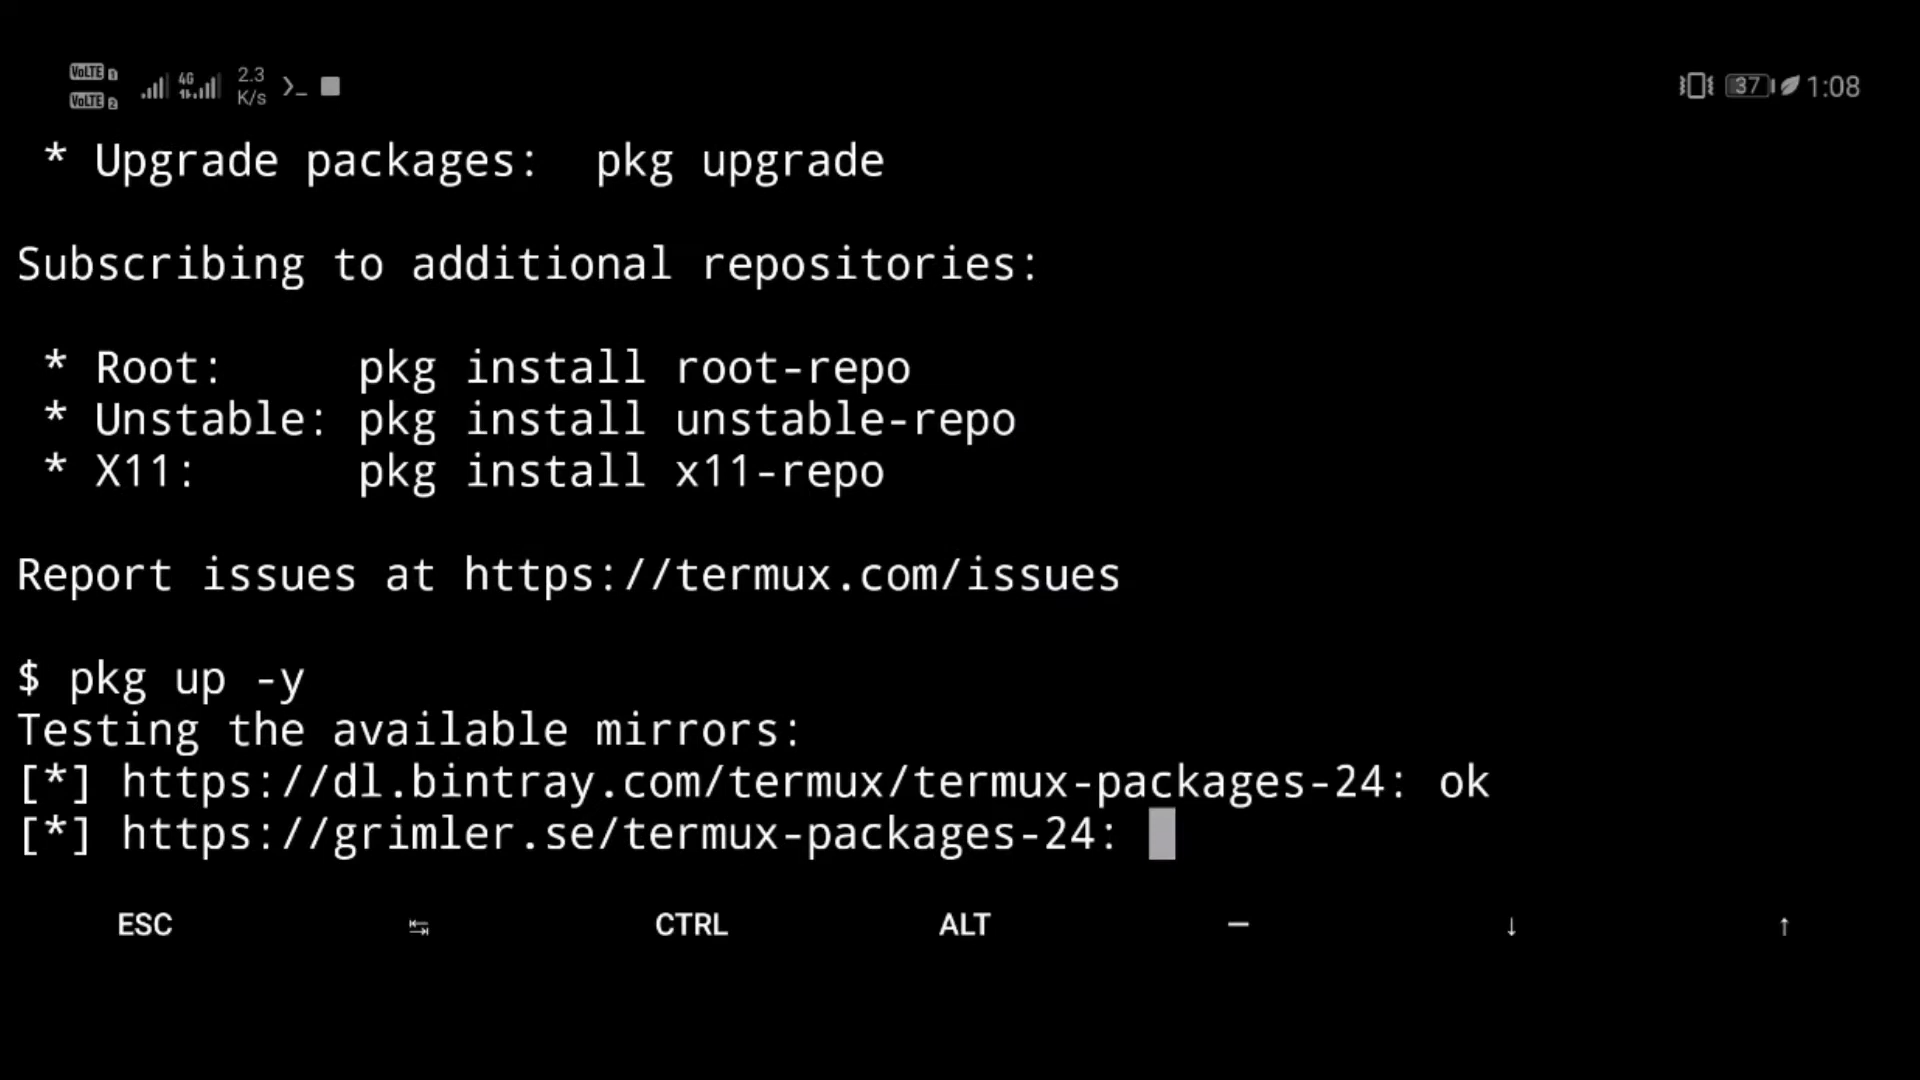 VoLTE 1
VoLTE 2
4G
2.3
K/s
37
1:08
* Upgrade packages:  pkg upgrade
Subscribing to additional repositories:
* Root:     pkg install root-repo
* Unstable: pkg install unstable-repo
* X11:      pkg install x11-repo
Report issues at https://termux.com/issues
$ pkg up -y
Testing the available mirrors:
[*] https://dl.bintray.com/termux/termux-packages-24: ok
[*] https://grimler.se/termux-packages-24:
ESC ⇆ CTRL ALT — ↓ ↑